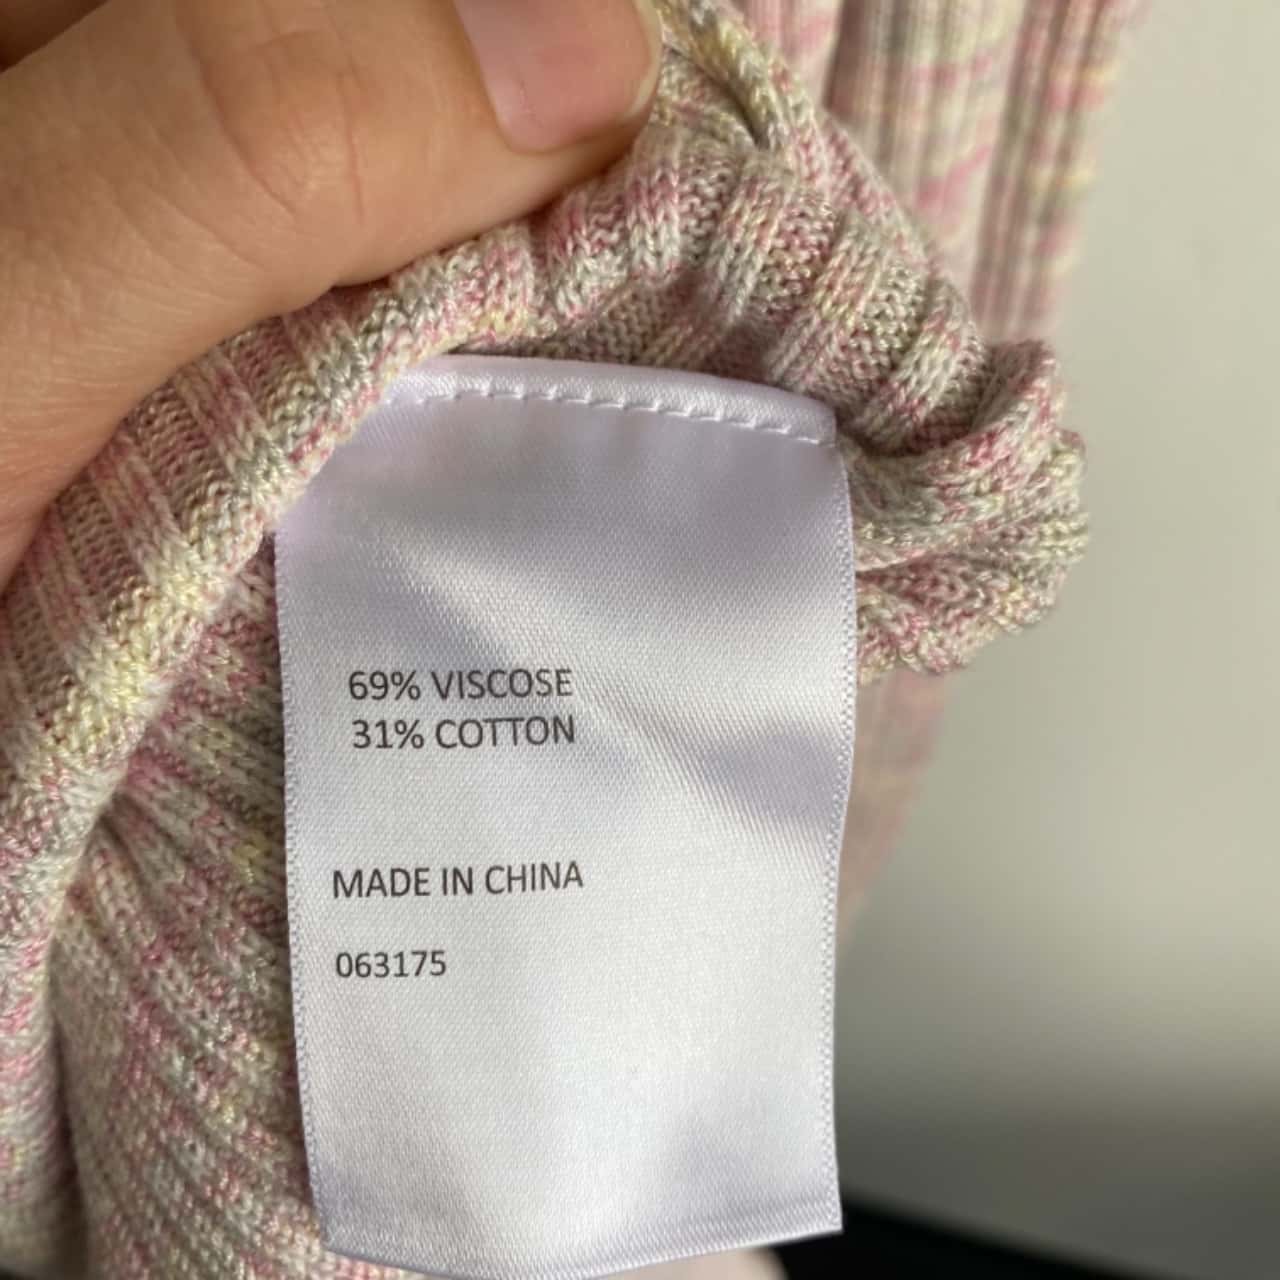 69% VISCOSE
31% COTTON
MADE IN CHINA
063175